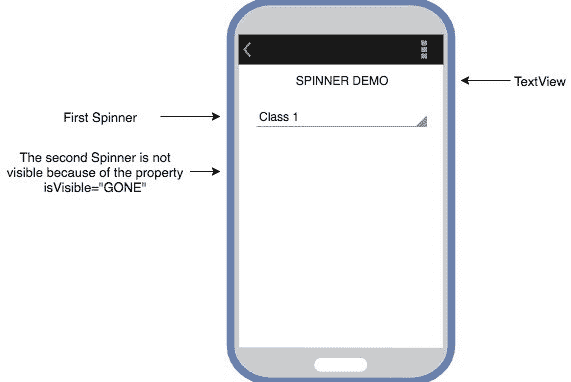 SPINNER DEMO
TextView
First Spinner
Class 1
The second Spinner is not
visible because of the property
isVisible="GONE"